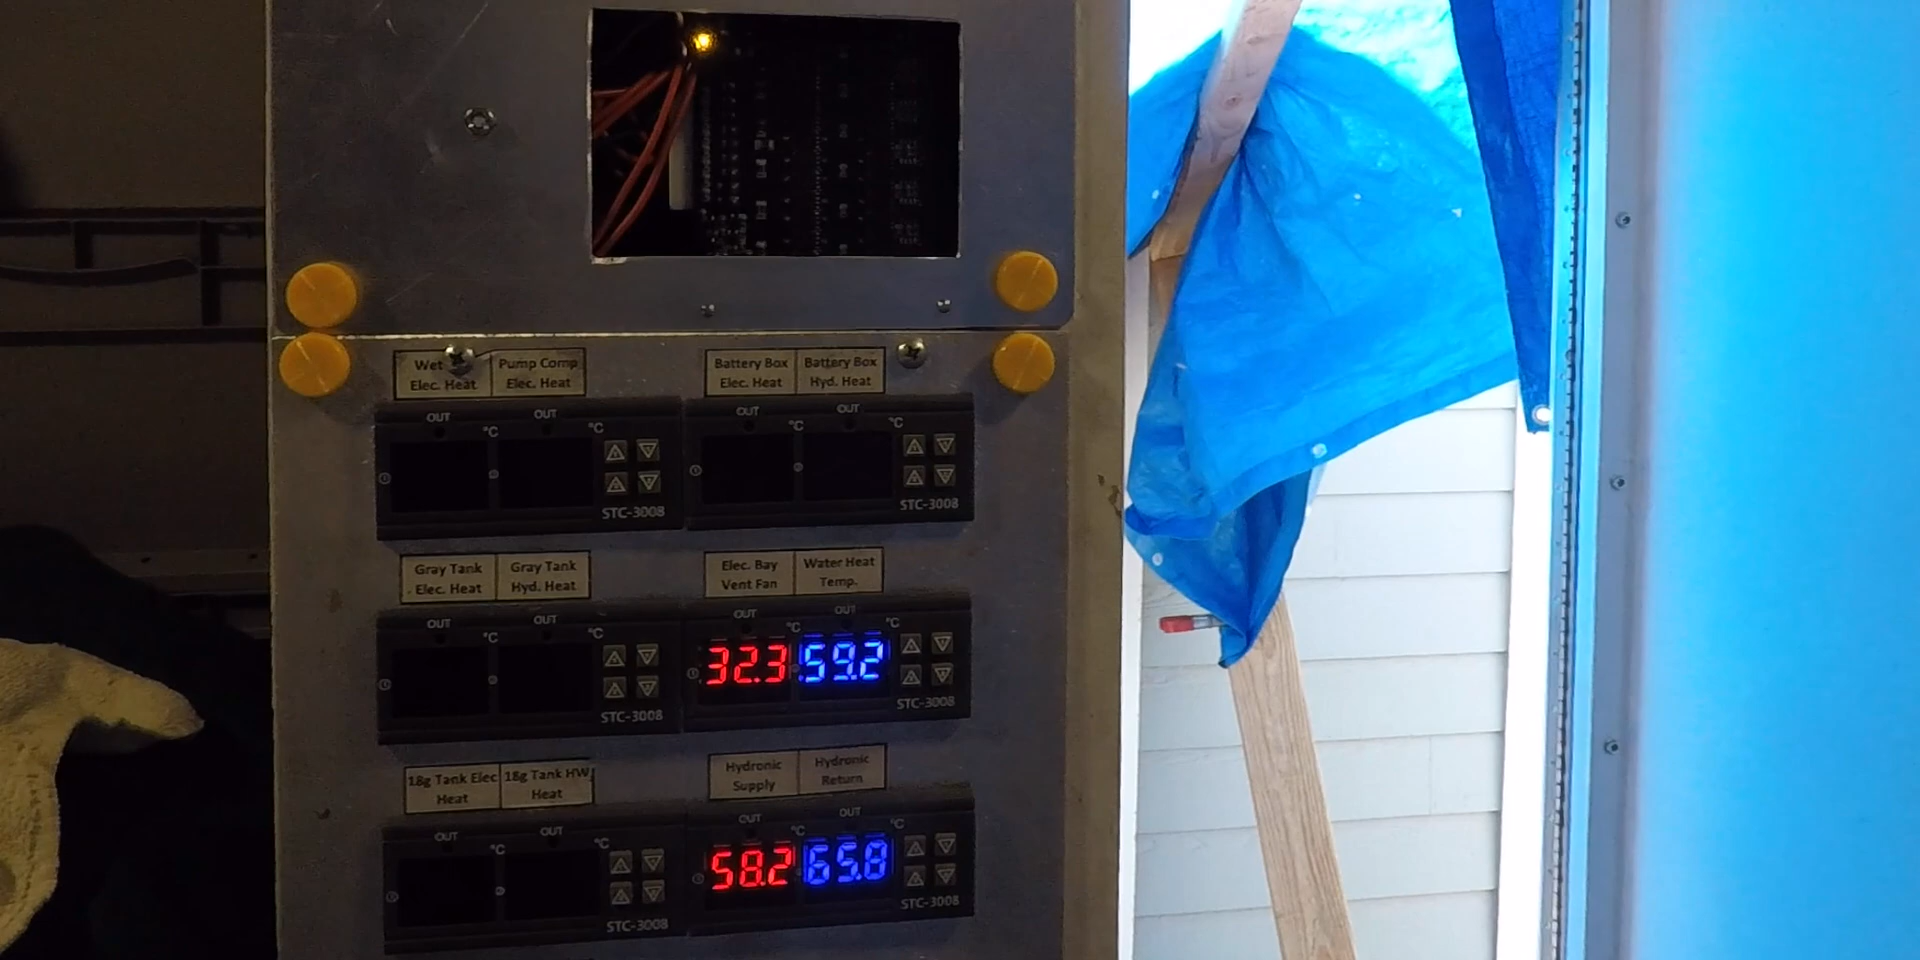 Wet
Elec. Heat
Pump Comp
Elec. Heat
Battery Box
Elec. Heat
Battery Box
Hyd. Heat
OUT
OUT
°C
°C
STC-3008
OUT
OUT
°C
°C
STC-3008
Gray Tank
Elec. Heat
Gray Tank
Hyd. Heat
Elec. Bay
Vent Fan
Water Heat
Temp.
OUT
OUT
°C
°C
STC-3008
OUT
OUT
°C
°C
32.3
59.2
STC-3008
18g Tank Elec
Heat
18g Tank HW
Heat
Hydronic
Supply
Hydronic
Return
OUT
OUT
°C
°C
STC-3008
OUT
OUT
°C
°C
58.2
65.8
STC-3008